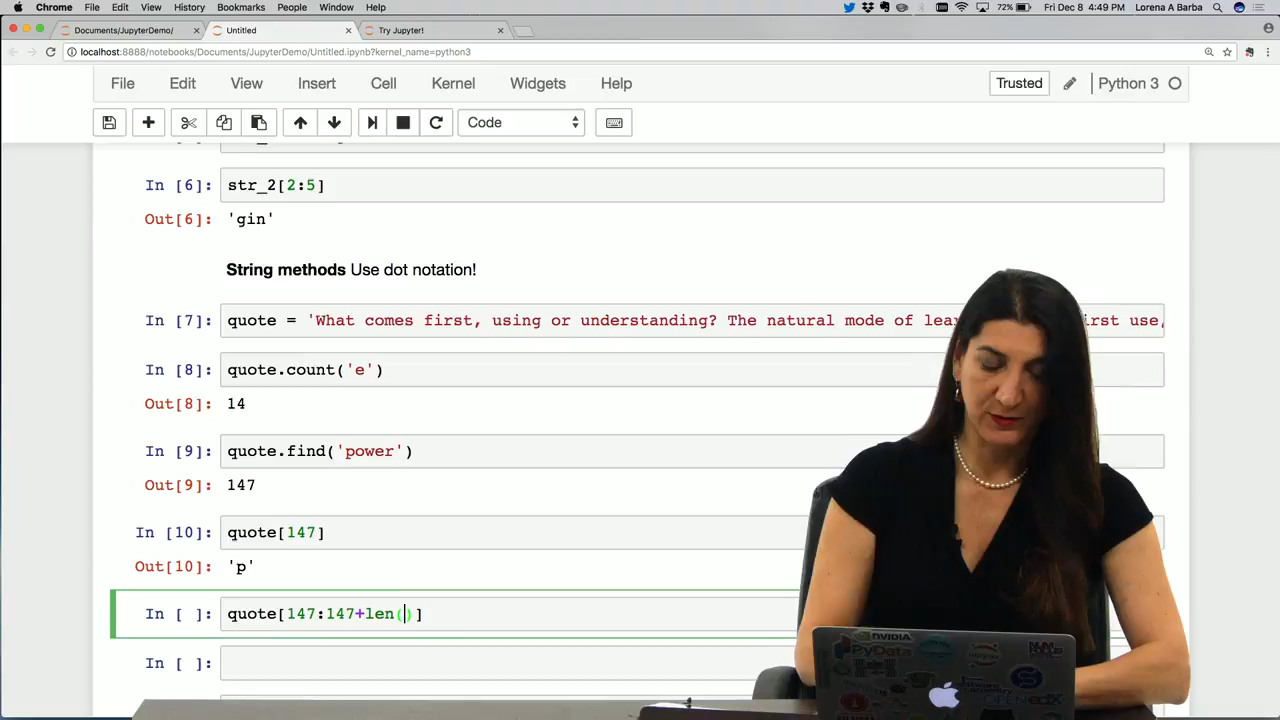 Chrome File Edit View History Bookmarks People Window Help 72% Fri Dec 8 4:49 PM Lorena A Barba
Documents/JupyterDemo/ Untitled Try Jupyter!
localhost:8888/notebooks/Documents/JupyterDemo/Untitled.ipynb?kernel_name=python3
File Edit View Insert Cell Kernel Widgets Help Trusted Python 3
Code
In [6]: str_2[2:5]
Out[6]: 'gin'
String methods Use dot notation!
In [7]: quote = 'What comes first, using or understanding? The natural mode of use,
In [8]: quote.count('e')
Out[8]: 14
In [9]: quote.find('power')
Out[9]: 147
In [10]: quote[147]
Out[10]: 'p'
In [ ]: quote[147:147+len()]
In [ ]:
NVIDIA
PyData
OPEN edX